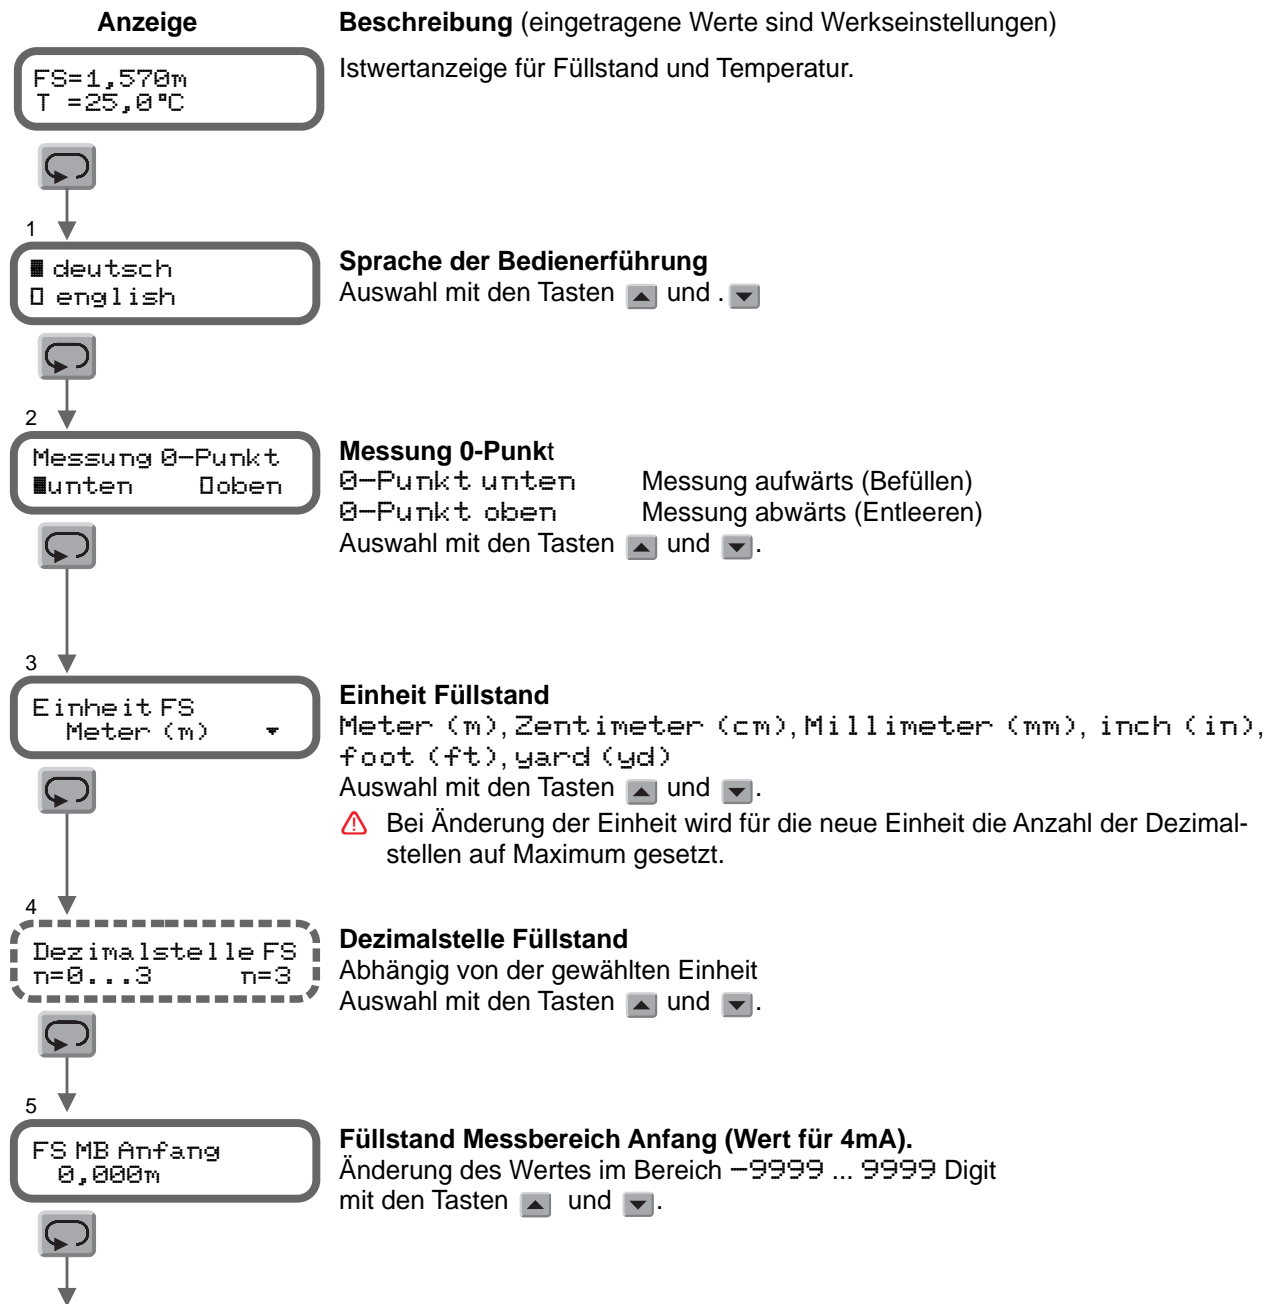 Anzeige Beschreibung (eingetragene Werte sind Werkseinstellungen)
FS=1,570m
T =25,0°C
Istwertanzeige für Füllstand und Temperatur.
1
deutsch
english
Sprache der Bedienerführung
Auswahl mit den Tasten und .
2
Messung 0-Punkt
unten oben
Messung 0-Punkt
0-Punkt unten Messung aufwärts (Befüllen)
0-Punkt oben Messung abwärts (Entleeren)
Auswahl mit den Tasten und .
3
Einheit FS
Meter (m)
Einheit Füllstand
Meter (m), Zentimeter (cm), Millimeter (mm), inch (in),
foot (ft), yard (yd)
Auswahl mit den Tasten und .
Bei Änderung der Einheit wird für die neue Einheit die Anzahl der Dezimal-
stellen auf Maximum gesetzt.
4
Dezimalstelle FS
n=0...3 n=3
Dezimalstelle Füllstand
Abhängig von der gewählten Einheit
Auswahl mit den Tasten und .
5
FS MB Anfang
0,000m
Füllstand Messbereich Anfang (Wert für 4mA).
Änderung des Wertes im Bereich -9999 ... 9999 Digit
mit den Tasten und .